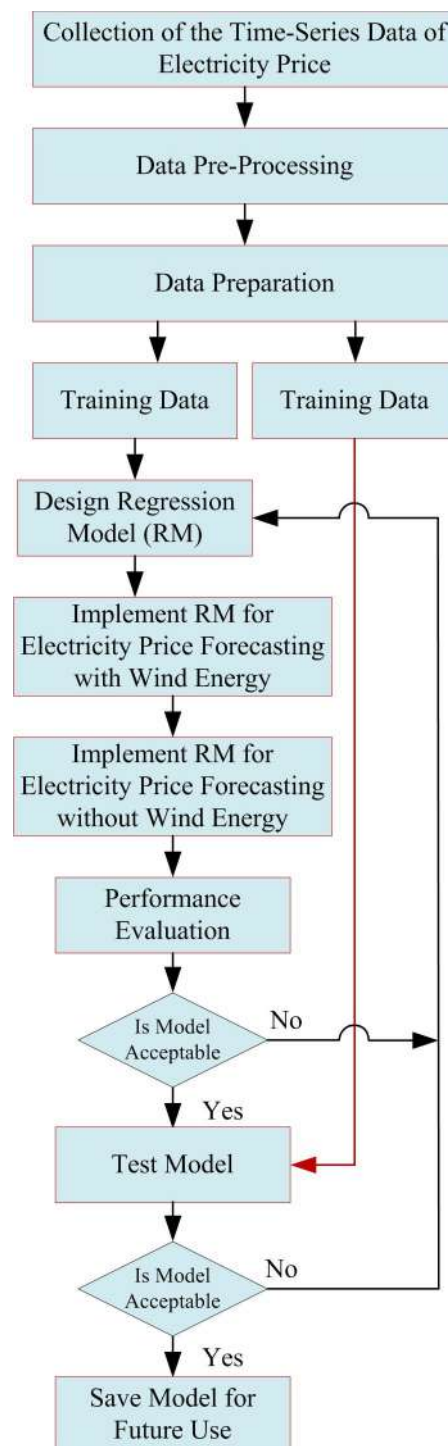 Collection of the Time-Series Data of
Electricity Price
Data Pre-Processing
Data Preparation
Training Data
Training Data
Design Regression
Model (RM)
Implement RM for
Electricity Price Forecasting
with Wind Energy
Implement RM for
Electricity Price Forecasting
without Wind Energy
Performance
Evaluation
Is Model
Acceptable
No
Yes
Test Model
Is Model
Acceptable
No
Yes
Save Model for
Future Use